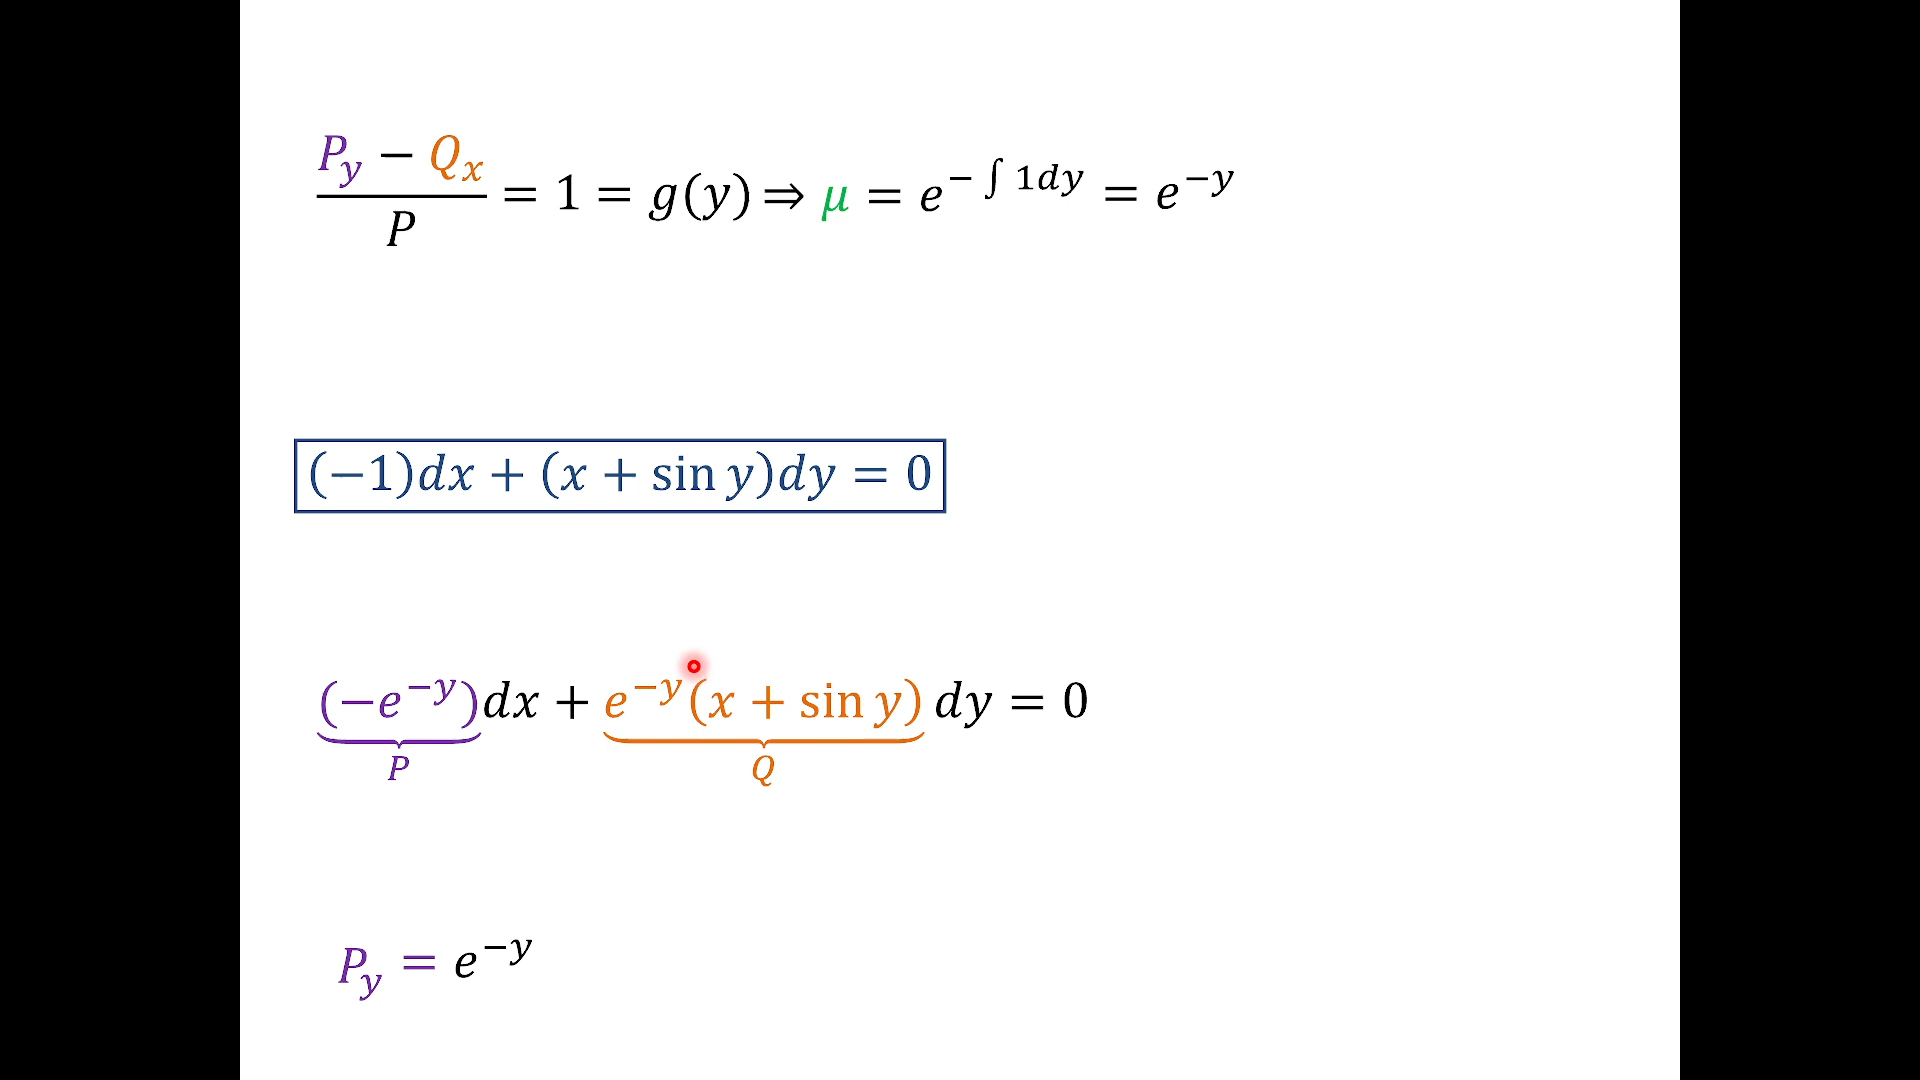 P_y − Q_x / P = 1 = g(y) ⇒ μ = e^{−∫ 1dy} = e^{−y}
(−1)dx + (x + sin y)dy = 0
(−e^{−y})dx + e^{−y}(x + sin y) dy = 0
P Q
P_y = e^{−y}